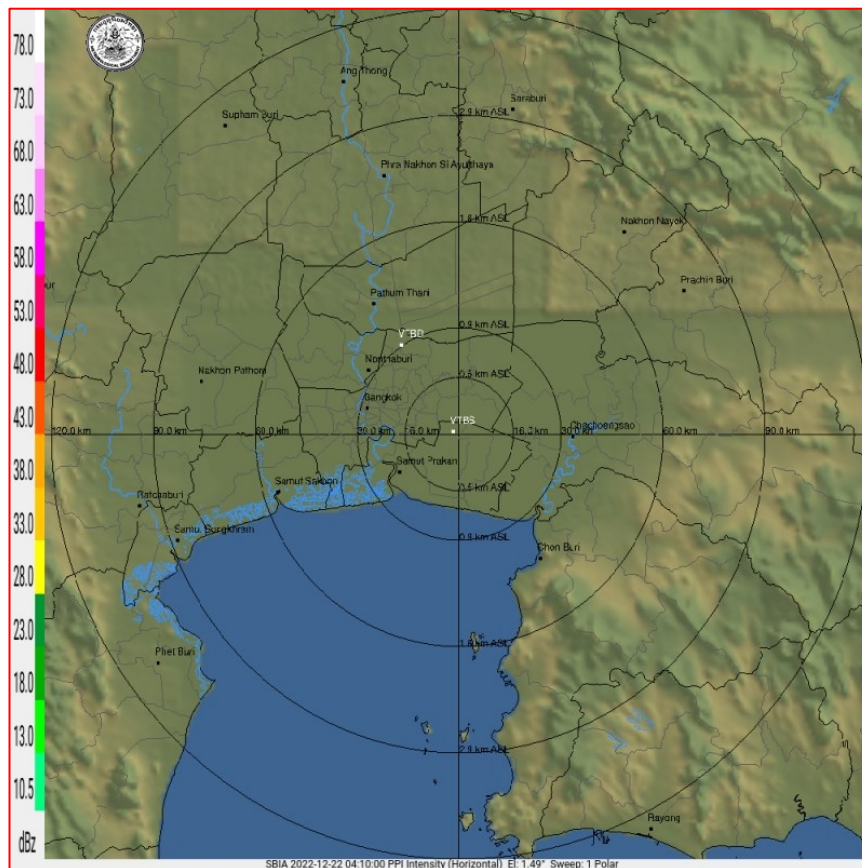 78.0
73.0
68.0
63.0
58.0
53.0
48.0
43.0
38.0
33.0
28.0
23.0
18.0
13.0
10.5
dBz
Ang Thong
Saraburi
2.9 km ASL
Supham Buri
Phra Nakhon Si Ayutthaya
1.8 km ASL
Nakhon Nayok
Prachin Buri
Pathum Thani
0.9 km ASL
VTBD
Nonthaburi
0.5 km ASL
Nakhon Pathom
Bangkok
VTBS
Chachoengsao
120.0 km
90.0 km
60.0 km
30.0 km
16.2 km
30.0 km
60.0 km
90.0 km
Samut Prakan
Samut Sakhon
0.5 km ASL
Ratchaburi
Samut Songkhram
0.9 km ASL
Chon Buri
1.8 km ASL
Phet Buri
2.9 km ASL
Rayong
SBIA 2022-12-22 04:10:00 PPI Intensity (Horizontal) El: 1.49° Sweep: 1 Polar